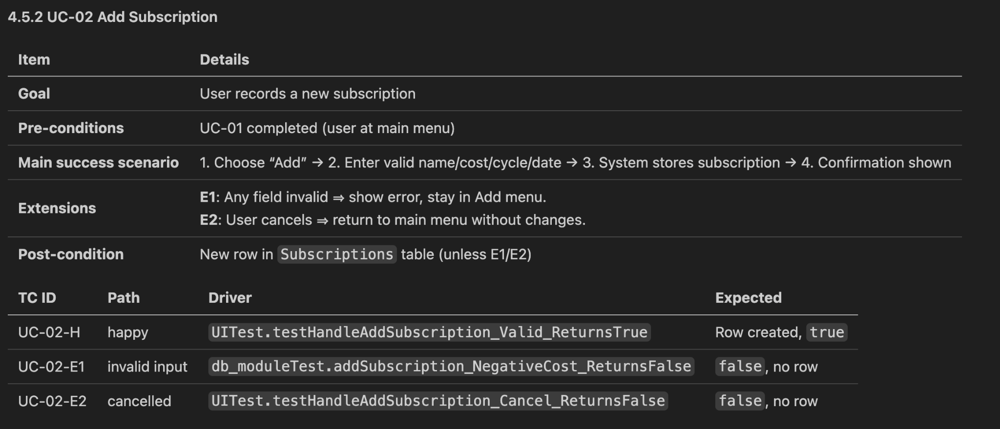 4.5.2 UC-02 Add Subscription
Item Details
Goal User records a new subscription
Pre-conditions UC-01 completed (user at main menu)
Main success scenario 1. Choose “Add” → 2. Enter valid name/cost/cycle/date → 3. System stores subscription → 4. Confirmation shown
Extensions E1: Any field invalid ⇒ show error, stay in Add menu.
E2: User cancels ⇒ return to main menu without changes.
Post-condition New row in Subscriptions table (unless E1/E2)
TC ID Path Driver Expected
UC-02-H happy UITest.testHandleAddSubscription_Valid_ReturnsTrue Row created, true
UC-02-E1 invalid input db_moduleTest.addSubscription_NegativeCost_ReturnsFalse false, no row
UC-02-E2 cancelled UITest.testHandleAddSubscription_Cancel_ReturnsFalse false, no row